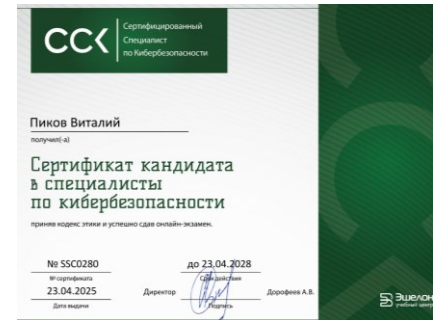 ССК
Сертифицированный
Специалист
по Кибербезопасности
Пиков Виталий
получил(-а)
Сертификат кандидата
в специалисты
по кибербезопасности
приняв кодекс этики и успешно сдав онлайн-экзамен.
№ SSC0280
до 23.04.2028
№ сертификата
Срок действия
23.04.2025
Директор
Дорофеев А.В.
Дата выдачи
Подпись
Эшелон
учебный центр